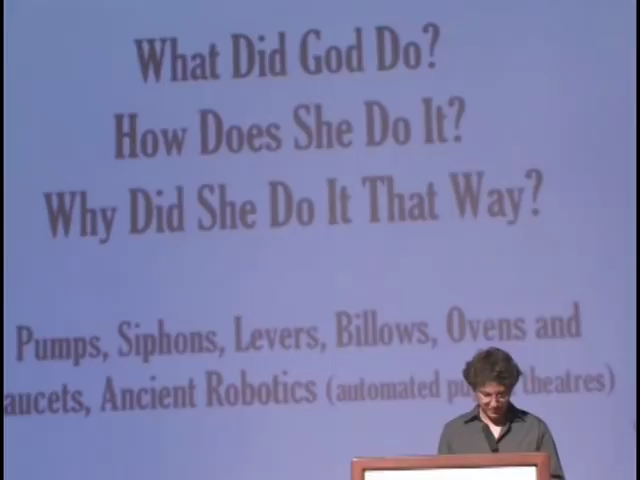 What Did God Do?
How Does She Do It?
Why Did She Do It That Way?
Pumps, Siphons, Levers, Billows, Ovens and
aucets, Ancient Robotics (automated pu theatres)